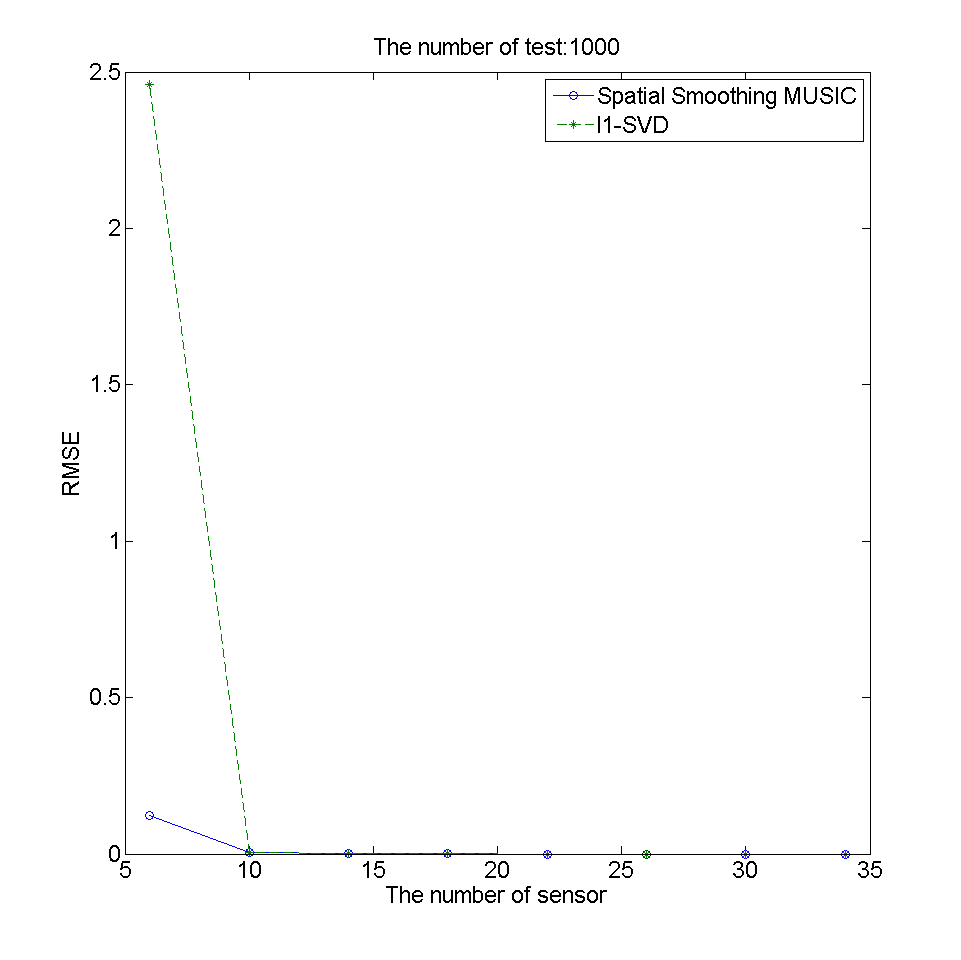 The number of test:1000
Spatial Smoothing MUSIC
l1-SVD
2.5
2
1.5
1
0.5
0
RMSE
5 10 15 20 25 30 35
The number of sensor